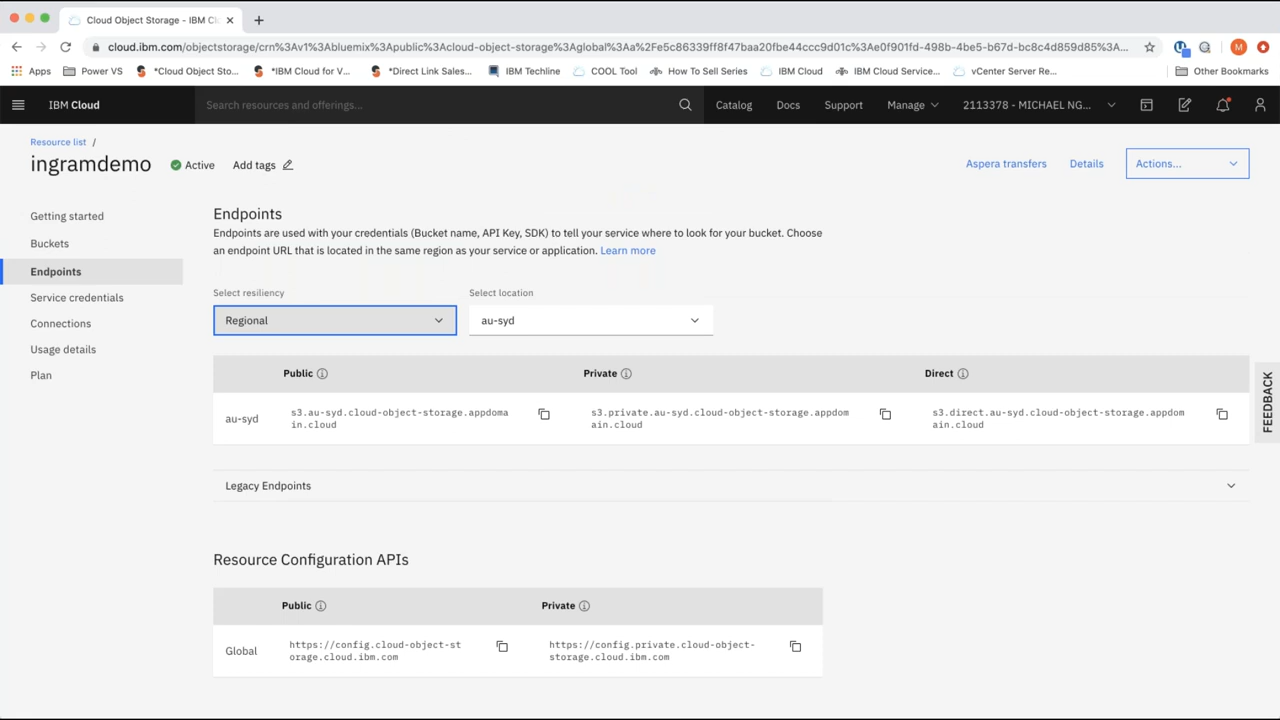 Cloud Object Storage - IBM Cl
cloud.ibm.com/objectstorage/crn%3Av1%3Abluemix%3Apublic%3Acloud-object-storage%3Aglobal%3Aa%2Fe5c86339ff8f47baa20fbe44ccc9d01c%3Ae0f901fd-498b-4be5-b67d-bc8c4d859d85%3A...
M
Apps
Power VS
*Cloud Object Sto...
*IBM Cloud for V...
*Direct Link Sales...
IBM Techline
COOL Tool
How To Sell Series
IBM Cloud
IBM Cloud Service...
vCenter Server Re...
Other Bookmarks
IBM Cloud
Search resources and offerings...
Catalog
Docs
Support
Manage
2113378 - MICHAEL NG...
Resource list /
ingramdemo
Active
Add tags
Aspera transfers
Details
Actions...
Getting started
Buckets
Endpoints
Service credentials
Connections
Usage details
Plan
Endpoints
Endpoints are used with your credentials (Bucket name, API Key, SDK) to tell your service where to look for your bucket. Choose
an endpoint URL that is located in the same region as your service or application. Learn more
Select resiliency
Select location
Regional
au-syd
Public
Private
Direct
au-syd
s3.au-syd.cloud-object-storage.appdoma
in.cloud
s3.private.au-syd.cloud-object-storage.appdom
ain.cloud
s3.direct.au-syd.cloud-object-storage.appdom
ain.cloud
Legacy Endpoints
Resource Configuration APIs
Public
Private
Global
https://config.cloud-object-st
orage.cloud.ibm.com
https://config.private.cloud-object-
storage.cloud.ibm.com
FEEDBACK